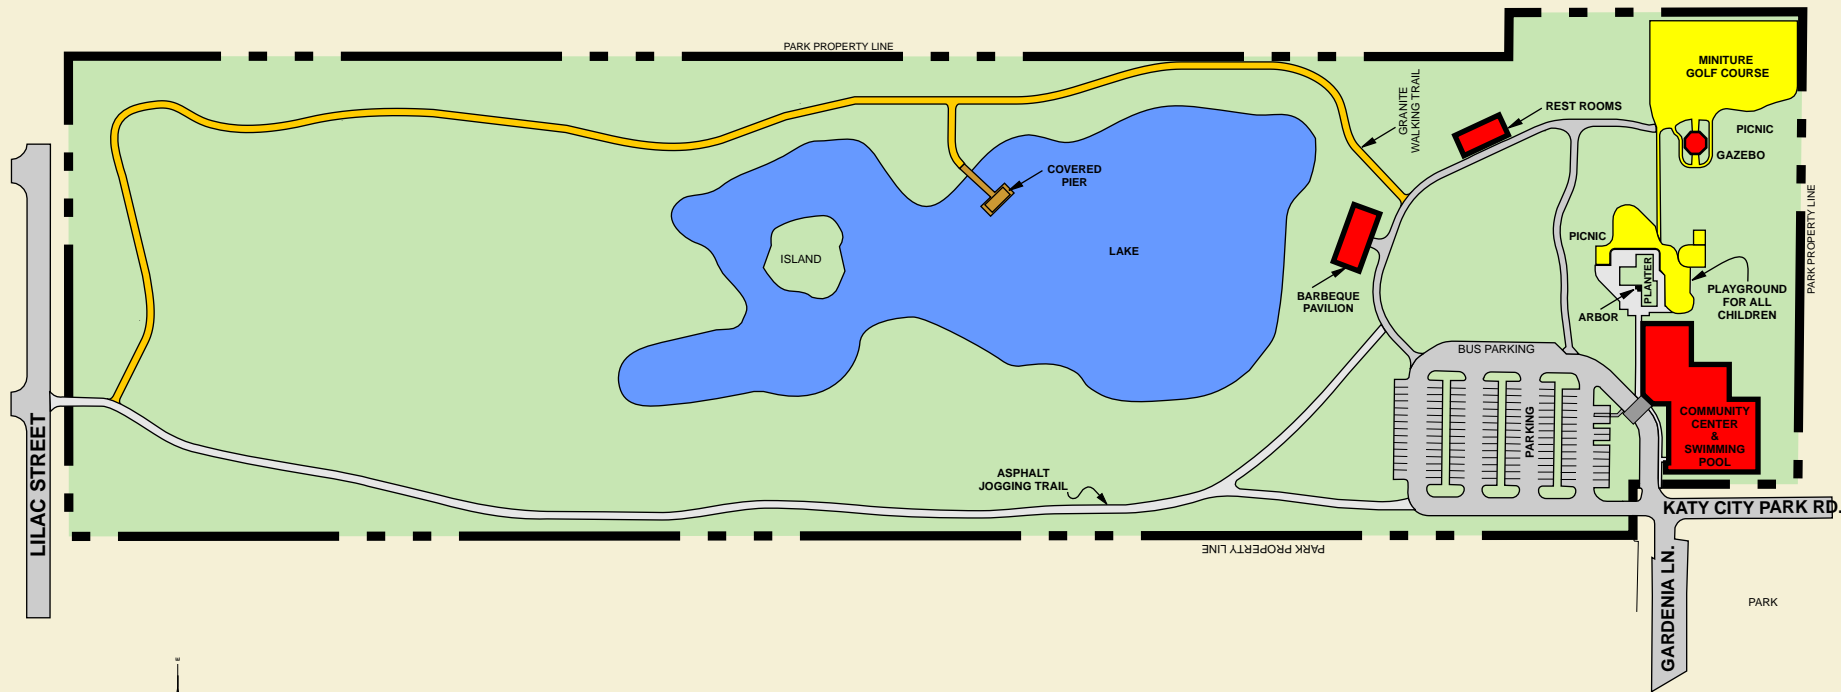 PARK PROPERTY LINE
MINITURE
GOLF COURSE
GRANITE
WALKING TRAIL
REST ROOMS
PICNIC
GAZEBO
COVERED
PIER
PARK PROPERTY LINE
PICNIC
LAKE
ISLAND
PLANTER
BARBEQUE
PAVILION
ARBOR
PLAYGROUND
FOR ALL
CHILDREN
BUS PARKING
PARKING
COMMUNITY
CENTER
&
SWIMMING
POOL
LILAC STREET
ASPHALT
JOGGING TRAIL
KATY CITY PARK RD.
PARK PROPERTY LINE
GARDENIA LN.
PARK